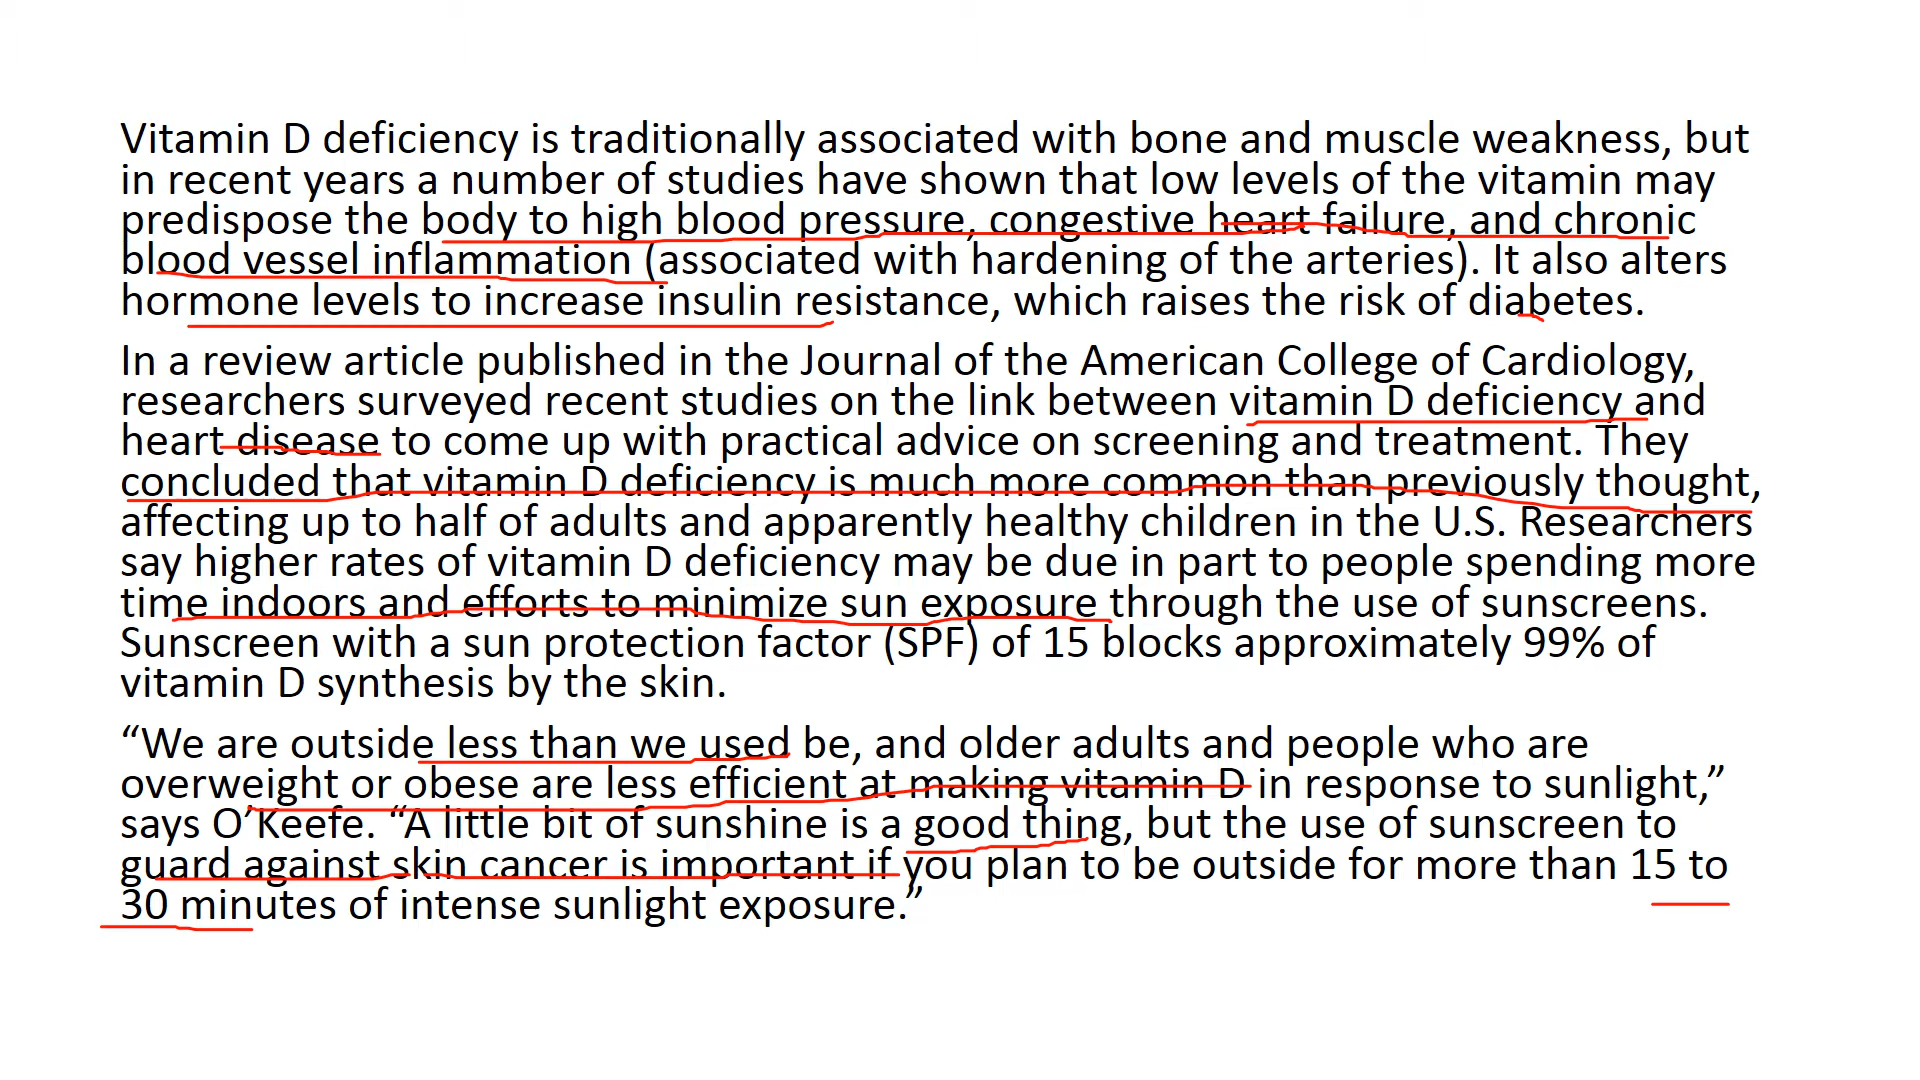 Vitamin D deficiency is traditionally associated with bone and muscle weakness, but
in recent years a number of studies have shown that low levels of the vitamin may
predispose the body to high blood pressure, congestive heart failure, and chronic
blood vessel inflammation (associated with hardening of the arteries). It also alters
hormone levels to increase insulin resistance, which raises the risk of diabetes.
In a review article published in the Journal of the American College of Cardiology,
researchers surveyed recent studies on the link between vitamin D deficiency and
heart disease to come up with practical advice on screening and treatment. They
concluded that vitamin D deficiency is much more common than previously thought,
affecting up to half of adults and apparently healthy children in the U.S. Researchers
say higher rates of vitamin D deficiency may be due in part to people spending more
time indoors and efforts to minimize sun exposure through the use of sunscreens.
Sunscreen with a sun protection factor (SPF) of 15 blocks approximately 99% of
vitamin D synthesis by the skin.
“We are outside less than we used be, and older adults and people who are
overweight or obese are less efficient at making vitamin D in response to sunlight,”
says O’Keefe. “A little bit of sunshine is a good thing, but the use of sunscreen to
guard against skin cancer is important if you plan to be outside for more than 15 to
30 minutes of intense sunlight exposure.”